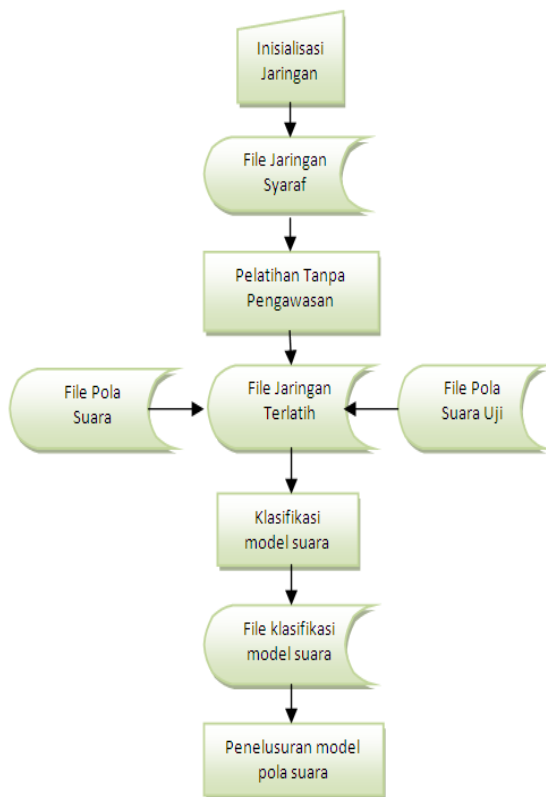 Inisialisasi
Jaringan
File Jaringan
Syaraf
Pelatihan Tanpa
Pengawasan
File Pola
Suara
File Jaringan
Terlatih
File Pola
Suara Uji
Klasifikasi
model suara
File klasifikasi
model suara
Penelusuran model
pola suara